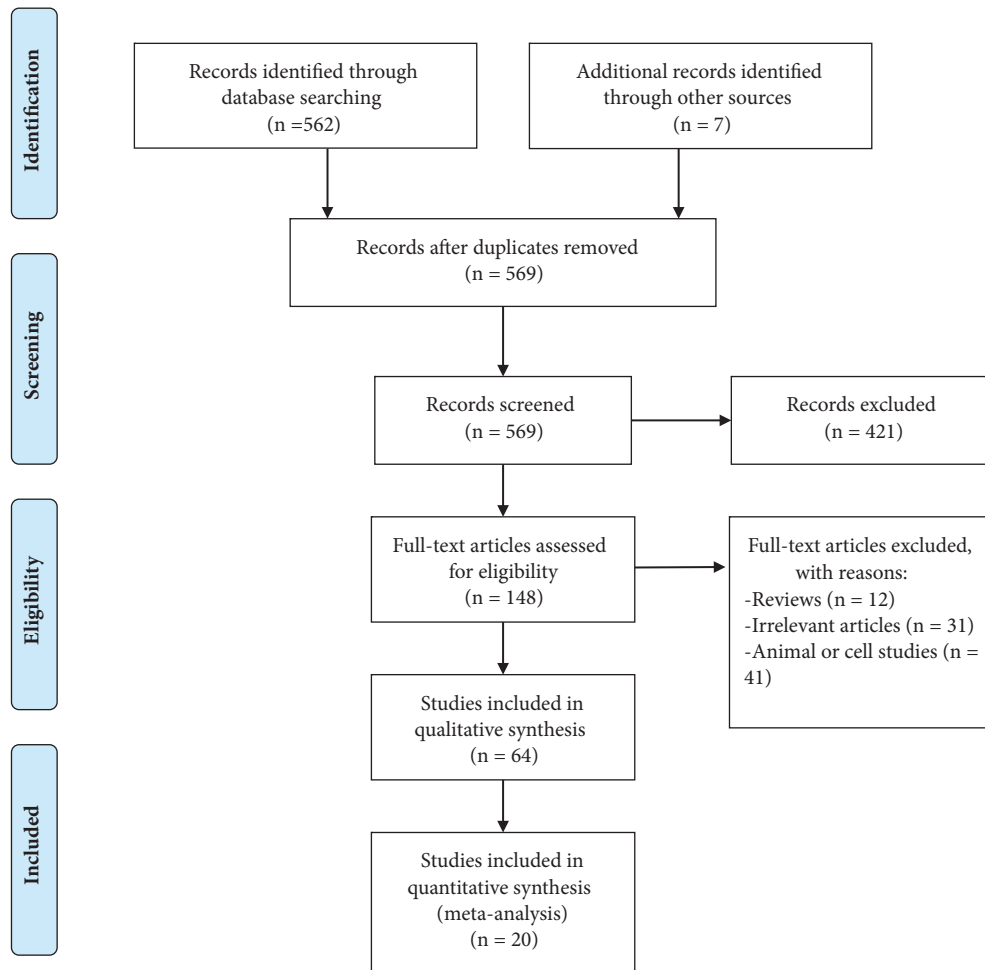 Identification
Records identified through
database searching
(n =562)
Additional records identified
through other sources
(n = 7)
Screening
Records after duplicates removed
(n = 569)
Records screened
(n = 569)
Records excluded
(n = 421)
Eligibility
Full-text articles assessed
for eligibility
(n = 148)
Full-text articles excluded,
with reasons:
-Reviews (n = 12)
-Irrelevant articles (n = 31)
-Animal or cell studies (n =
41)
Studies included in
qualitative synthesis
(n = 64)
Included
Studies included in
quantitative synthesis
(meta-analysis)
(n = 20)